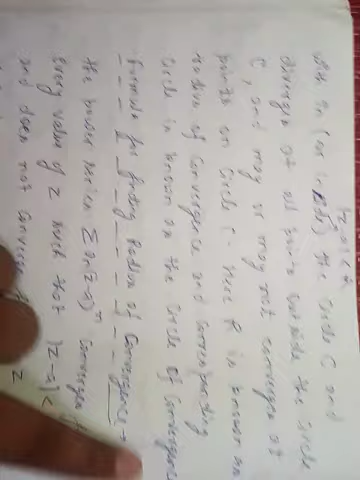 |z-a| < R
within (or inside) the circle C and
diverges at all points outside the circle
C, and may or may not converges at
points on circle C. Here R is known as
radius of convergence and corresponding
circle is known as the circle of convergence
formula for finding Radius of Convergence →
the power series Σ an(z-a)ⁿ converges
every value of z such that |z-a| <
and does not converge z